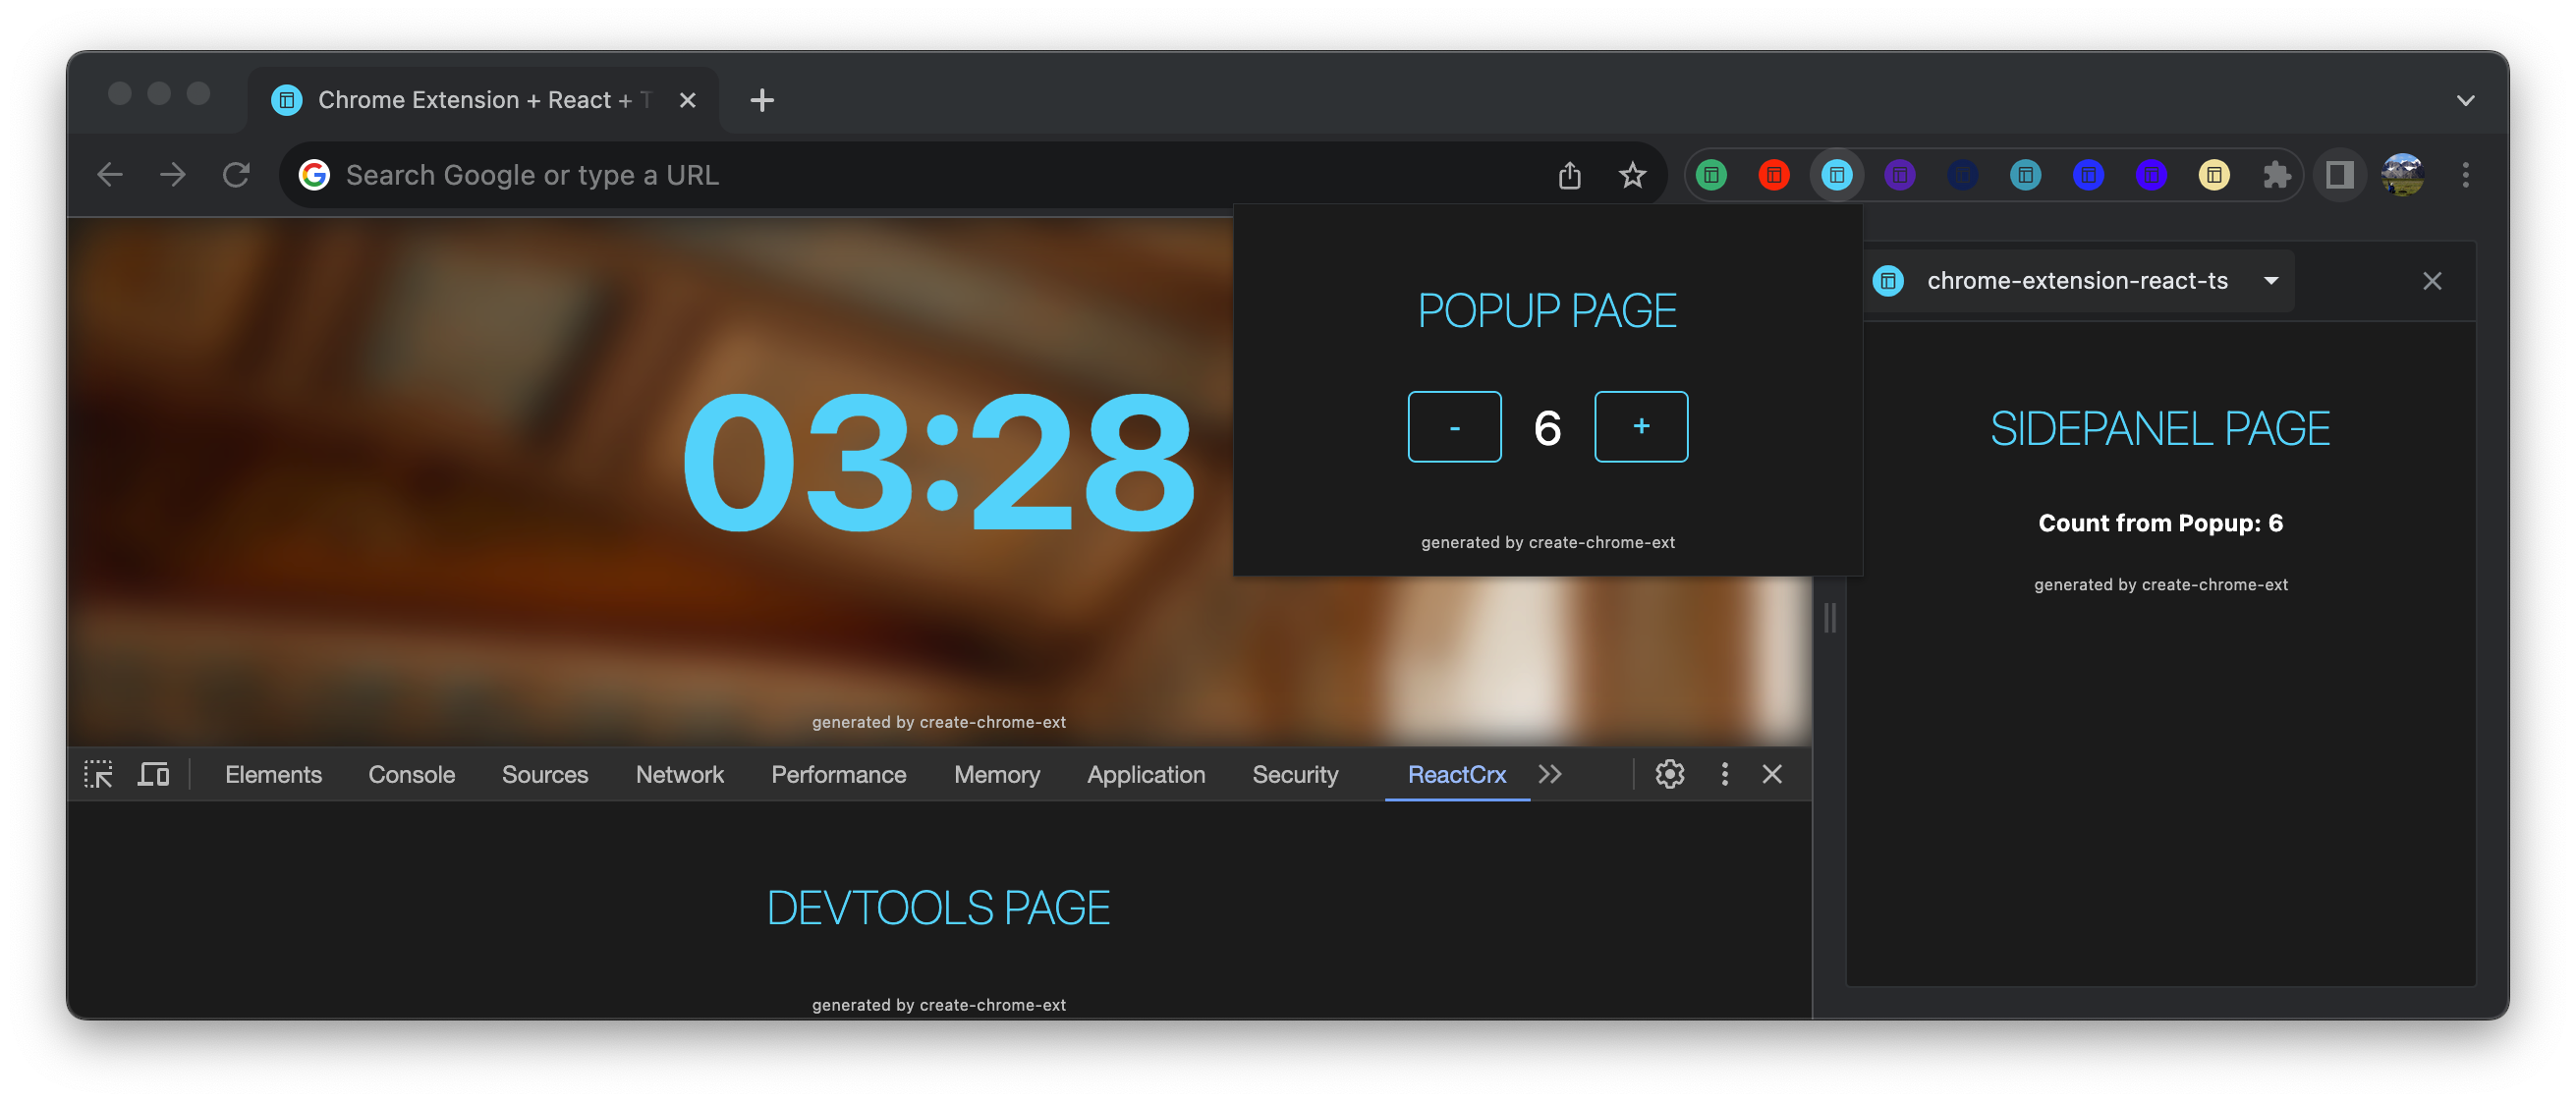 Chrome Extension + React + T
Search Google or type a URL
chrome-extension-react-ts
POPUP PAGE
- 6 +
generated by create-chrome-ext
03:28
generated by create-chrome-ext
SIDEPANEL PAGE
Count from Popup: 6
generated by create-chrome-ext
Elements Console Sources Network Performance Memory Application Security ReactCrx
DEVTOOLS PAGE
generated by create-chrome-ext